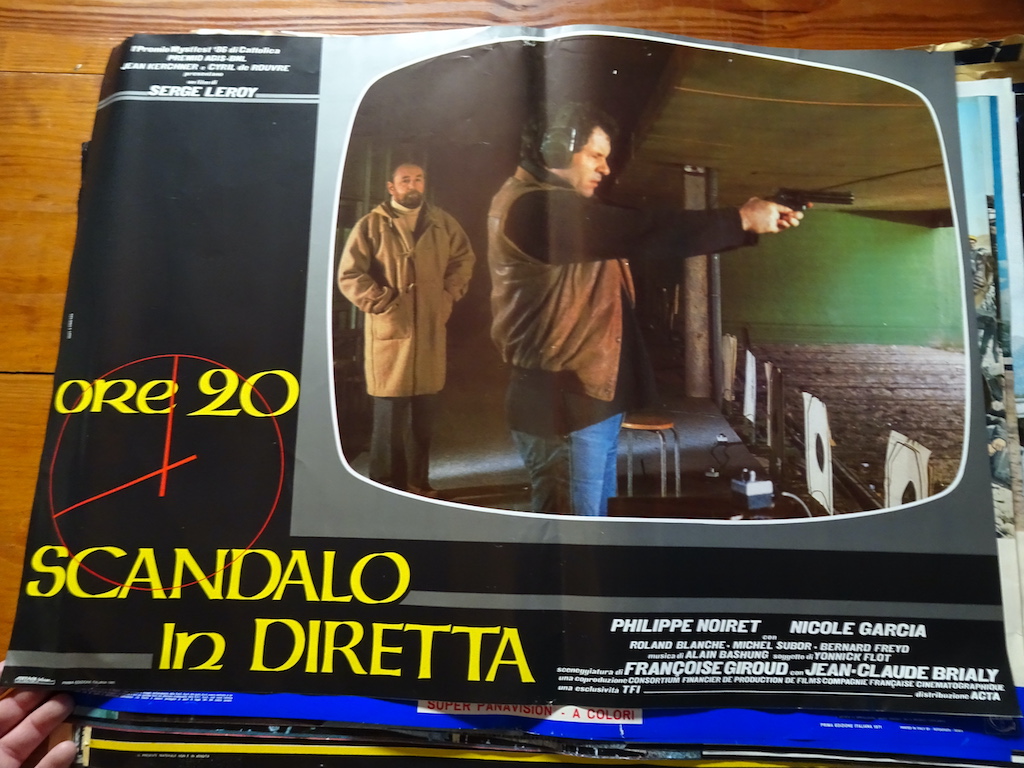 1º Premio Mystfest '86 di Cattolica
PREMIO AGIS-BNL
JEAN KERCHNER e CYRIL de ROUVRE
presentano
un film di
SERGE LEROY
ORE 20
SCANDALO
IN DIRETTA
PHILIPPE NOIRET NICOLE GARCIA
con
ROLAND BLANCHE - MICHEL SUBOR - BERNARD FREYD
musica di ALAIN BASHUNG soggetto di YONNICK FLOT
sceneggiatura di FRANÇOISE GIROUD con JEAN-CLAUDE BRIALY
una coproduzione CONSORTIUM FINANCIER DE PRODUCTION DE FILMS COMPAGNIE FRANÇAISE CINEMATOGRAPHIQUE
una esclusività TFI
distribuzione ACTA
SUPER PANAVISION - A COLORI